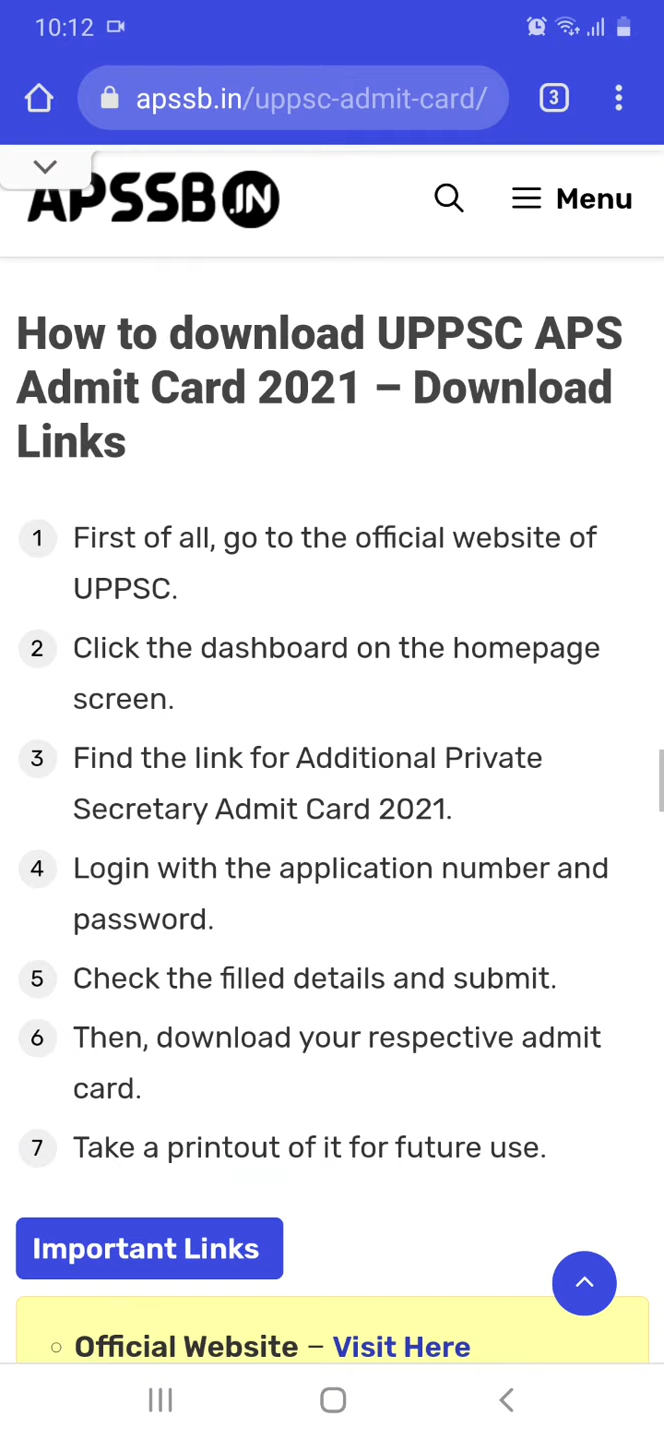 10:12
apssb.in/uppsc-admit-card/
3
APSSB.IN
Menu
How to download UPPSC APS
Admit Card 2021 – Download
Links
1 First of all, go to the official website of
UPPSC.
2 Click the dashboard on the homepage
screen.
3 Find the link for Additional Private
Secretary Admit Card 2021.
4 Login with the application number and
password.
5 Check the filled details and submit.
6 Then, download your respective admit
card.
7 Take a printout of it for future use.
Important Links
Official Website – Visit Here